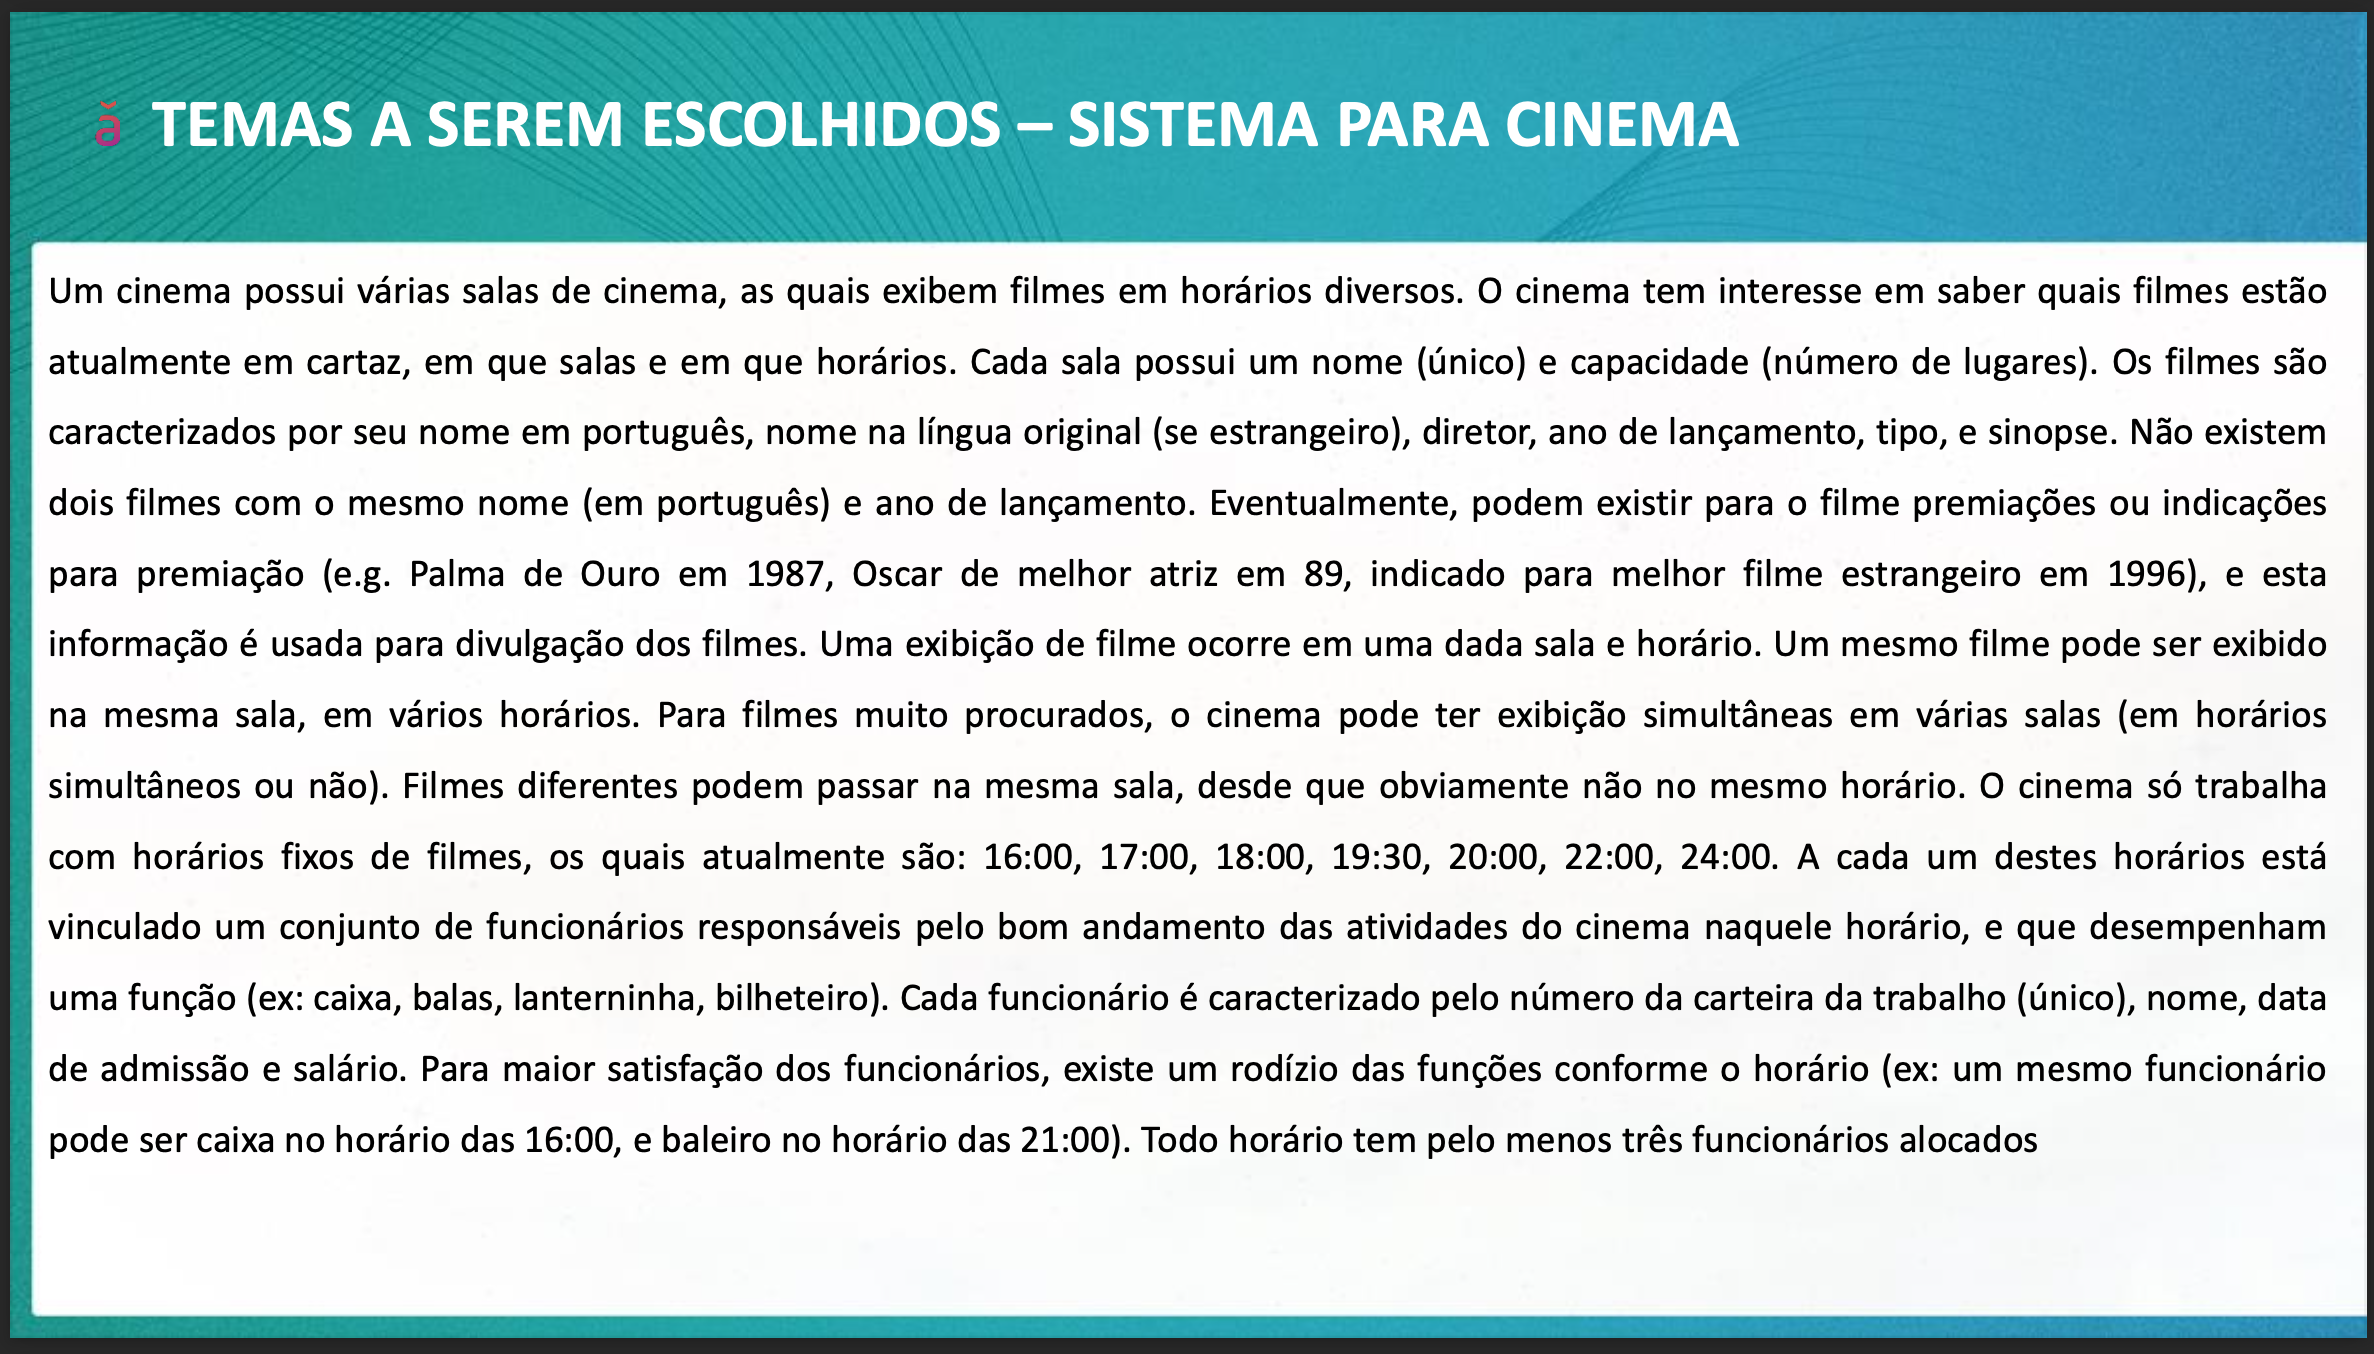 ă TEMAS A SEREM ESCOLHIDOS – SISTEMA PARA CINEMA
Um cinema possui várias salas de cinema, as quais exibem filmes em horários diversos. O cinema tem interesse em saber quais filmes estão
atualmente em cartaz, em que salas e em que horários. Cada sala possui um nome (único) e capacidade (número de lugares). Os filmes são
caracterizados por seu nome em português, nome na língua original (se estrangeiro), diretor, ano de lançamento, tipo, e sinopse. Não existem
dois filmes com o mesmo nome (em português) e ano de lançamento. Eventualmente, podem existir para o filme premiações ou indicações
para premiação (e.g. Palma de Ouro em 1987, Oscar de melhor atriz em 89, indicado para melhor filme estrangeiro em 1996), e esta
informação é usada para divulgação dos filmes. Uma exibição de filme ocorre em uma dada sala e horário. Um mesmo filme pode ser exibido
na mesma sala, em vários horários. Para filmes muito procurados, o cinema pode ter exibição simultâneas em várias salas (em horários
simultâneos ou não). Filmes diferentes podem passar na mesma sala, desde que obviamente não no mesmo horário. O cinema só trabalha
com horários fixos de filmes, os quais atualmente são: 16:00, 17:00, 18:00, 19:30, 20:00, 22:00, 24:00. A cada um destes horários está
vinculado um conjunto de funcionários responsáveis pelo bom andamento das atividades do cinema naquele horário, e que desempenham
uma função (ex: caixa, balas, lanterninha, bilheteiro). Cada funcionário é caracterizado pelo número da carteira da trabalho (único), nome, data
de admissão e salário. Para maior satisfação dos funcionários, existe um rodízio das funções conforme o horário (ex: um mesmo funcionário
pode ser caixa no horário das 16:00, e baleiro no horário das 21:00). Todo horário tem pelo menos três funcionários alocados